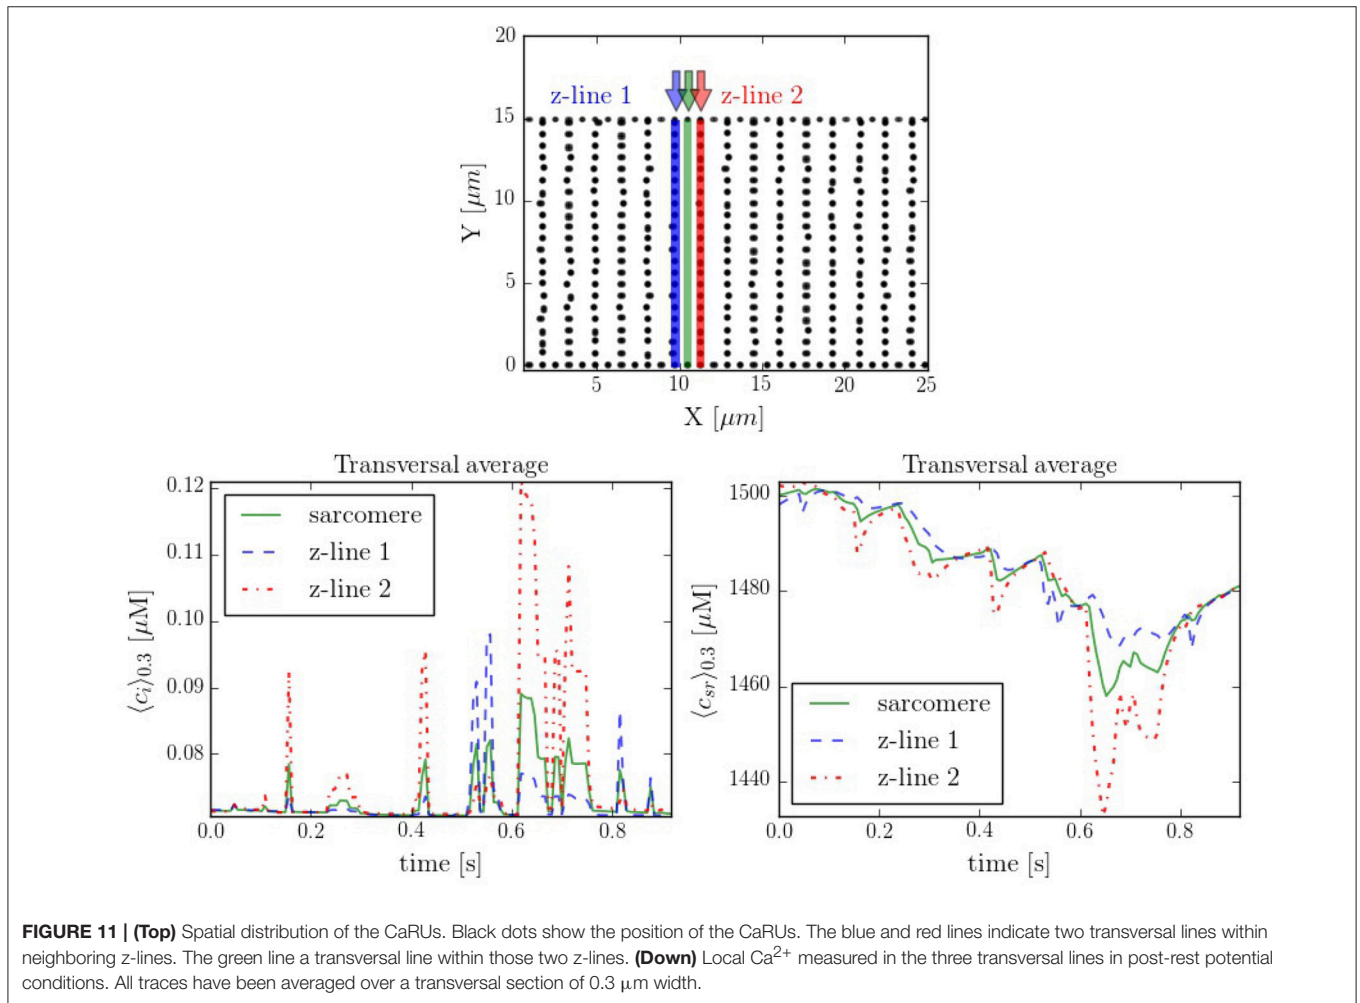 20
15
10
5
0
Y [μm]
z-line 1
z-line 2
5
10
15
20
25
X [μm]
Transversal average
0.12
0.11
0.10
0.09
0.08
⟨c_i⟩0.3 [μM]
sarcomere
z-line 1
z-line 2
0.0
0.2
0.4
0.6
0.8
time [s]
Transversal average
1500
1480
1460
1440
⟨c_sr⟩0.3 [μM]
sarcomere
z-line 1
z-line 2
0.0
0.2
0.4
0.6
0.8
time [s]
FIGURE 11 | (Top) Spatial distribution of the CaRUs. Black dots show the position of the CaRUs. The blue and red lines indicate two transversal lines within
neighboring z-lines. The green line a transversal line within those two z-lines. (Down) Local Ca²⁺ measured in the three transversal lines in post-rest potential
conditions. All traces have been averaged over a transversal section of 0.3 μm width.